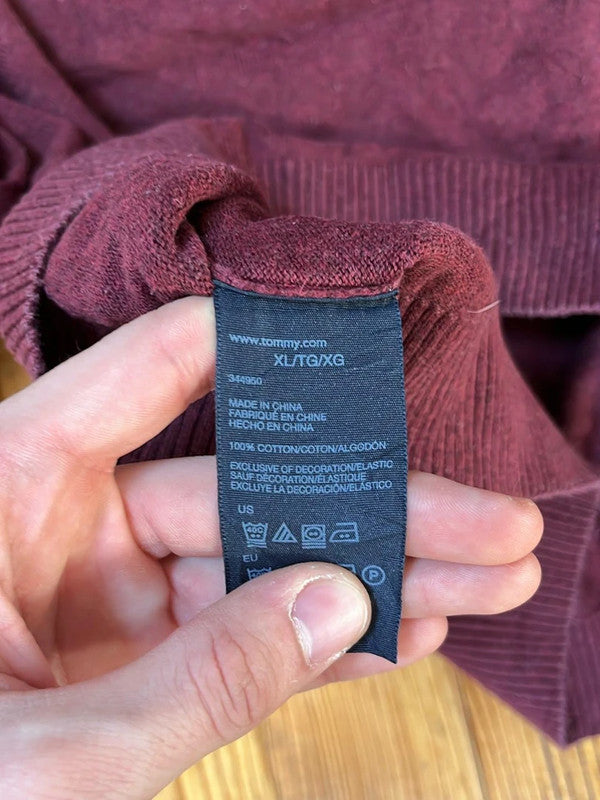 www.tommy.com
XL/TG/XG
344950
MADE IN CHINA
FABRIQUÉ EN CHINE
HECHO EN CHINA
100% COTTON/COTON/ALGODÓN
EXCLUSIVE OF DECORATION/ELASTIC
SAUF DÉCORATION/ÉLASTIQUE
EXCLUYE LA DECORACIÓN/ELÁSTICO
US
EU
P